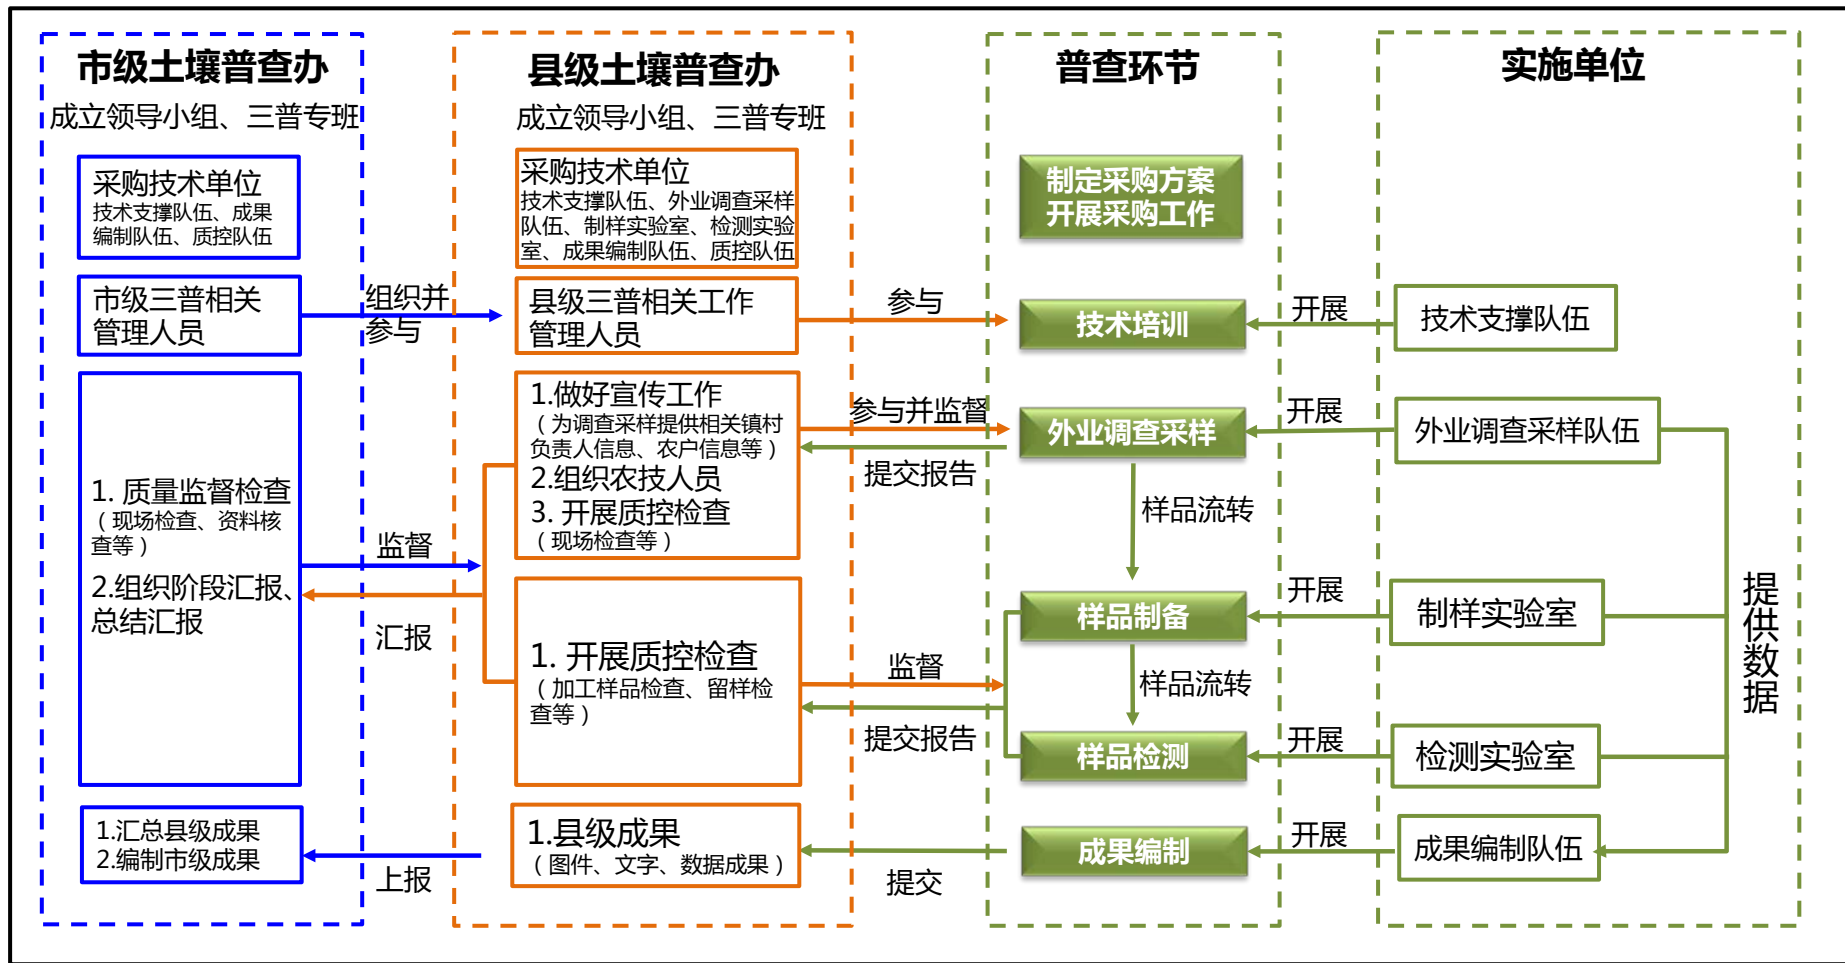 市级土壤普查办
成立领导小组、三普专班
采购技术单位
技术支撑队伍、成果
编制队伍、质控队伍
市级三普相关
管理人员
1. 质量监督检查
（现场检查、资料核
查等）
2.组织阶段汇报、
总结汇报
1.汇总县级成果
2.编制市级成果
组织并
参与
监督
汇报
上报
县级土壤普查办
成立领导小组、三普专班
采购技术单位
技术支撑队伍、外业调查采样
队伍、制样实验室、检测实验
室、成果编制队伍、质控队伍
县级三普相关工作
管理人员
1.做好宣传工作
（为调查采样提供相关镇村
负责人信息、农户信息等）
2.组织农技人员
3. 开展质控检查
（现场检查等）
1. 开展质控检查
（加工样品检查、留样检
查等）
1.县级成果
（图件、文字、数据成果）
参与
参与并监督
提交报告
监督
提交报告
提交
普查环节
制定采购方案
开展采购工作
技术培训
外业调查采样
样品流转
样品制备
样品流转
样品检测
成果编制
开展
开展
开展
开展
开展
实施单位
技术支撑队伍
外业调查采样队伍
制样实验室
检测实验室
成果编制队伍
提供数据